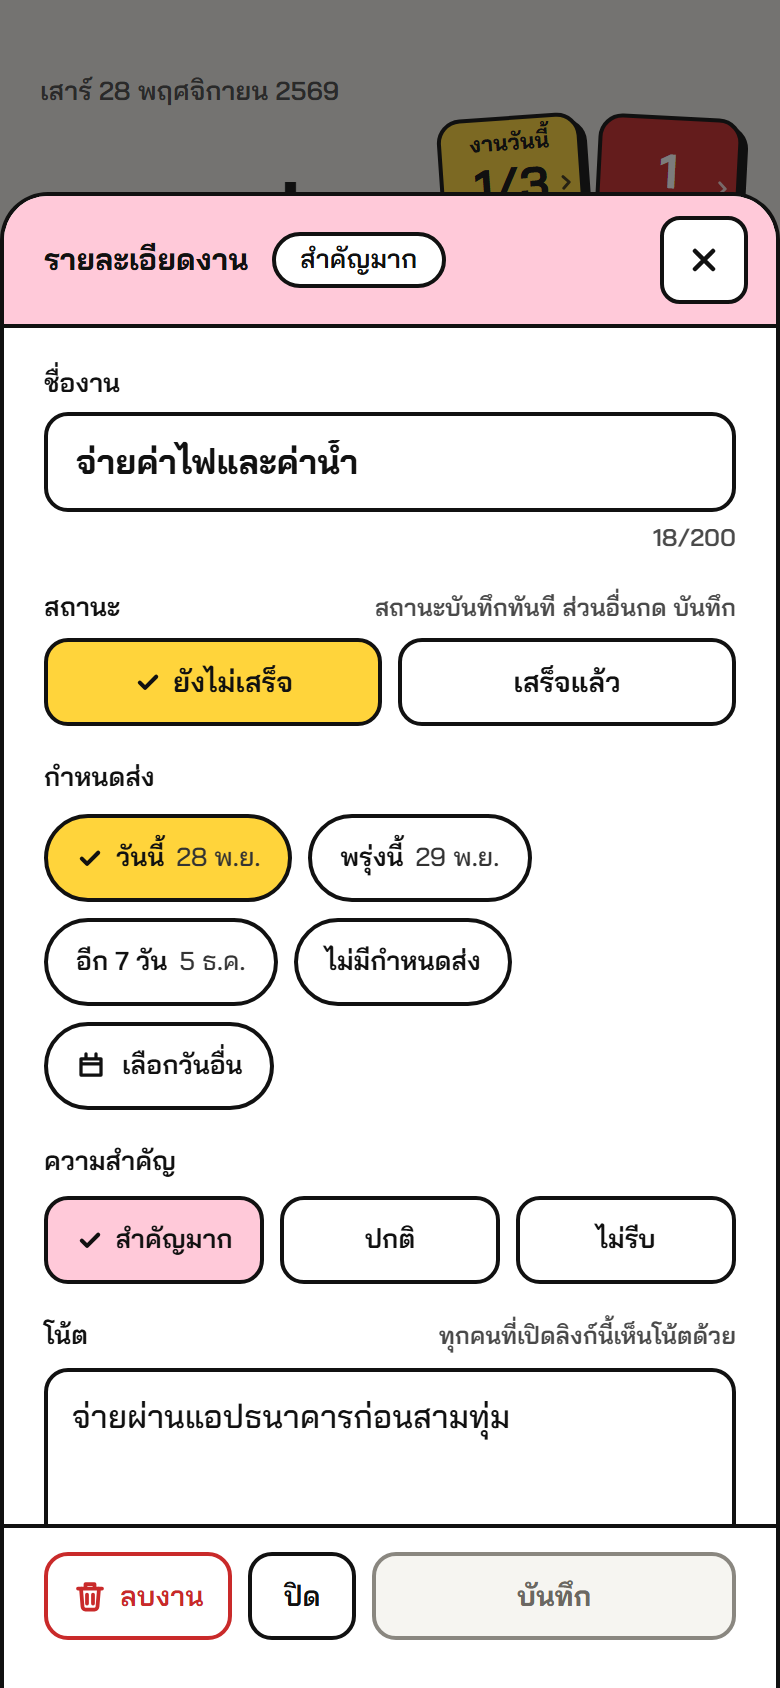 เสาร์ 28 พฤศจิกายน 2569
งานวันนี้
1/3
1
รายละเอียดงาน
สำคัญมาก
ชื่องาน
จ่ายค่าไฟและค่าน้ำ
18/200
สถานะ
สถานะบันทึกทันที ส่วนอื่นกด บันทึก
ยังไม่เสร็จ
เสร็จแล้ว
กำหนดส่ง
วันนี้ 28 พ.ย.
พรุ่งนี้ 29 พ.ย.
อีก 7 วัน 5 ธ.ค.
ไม่มีกำหนดส่ง
เลือกวันอื่น
ความสำคัญ
สำคัญมาก
ปกติ
ไม่รีบ
โน้ต
ทุกคนที่เปิดลิงก์นี้เห็นโน้ตด้วย
จ่ายผ่านแอปธนาคารก่อนสามทุ่ม
ลบงาน
ปิด
บันทึก